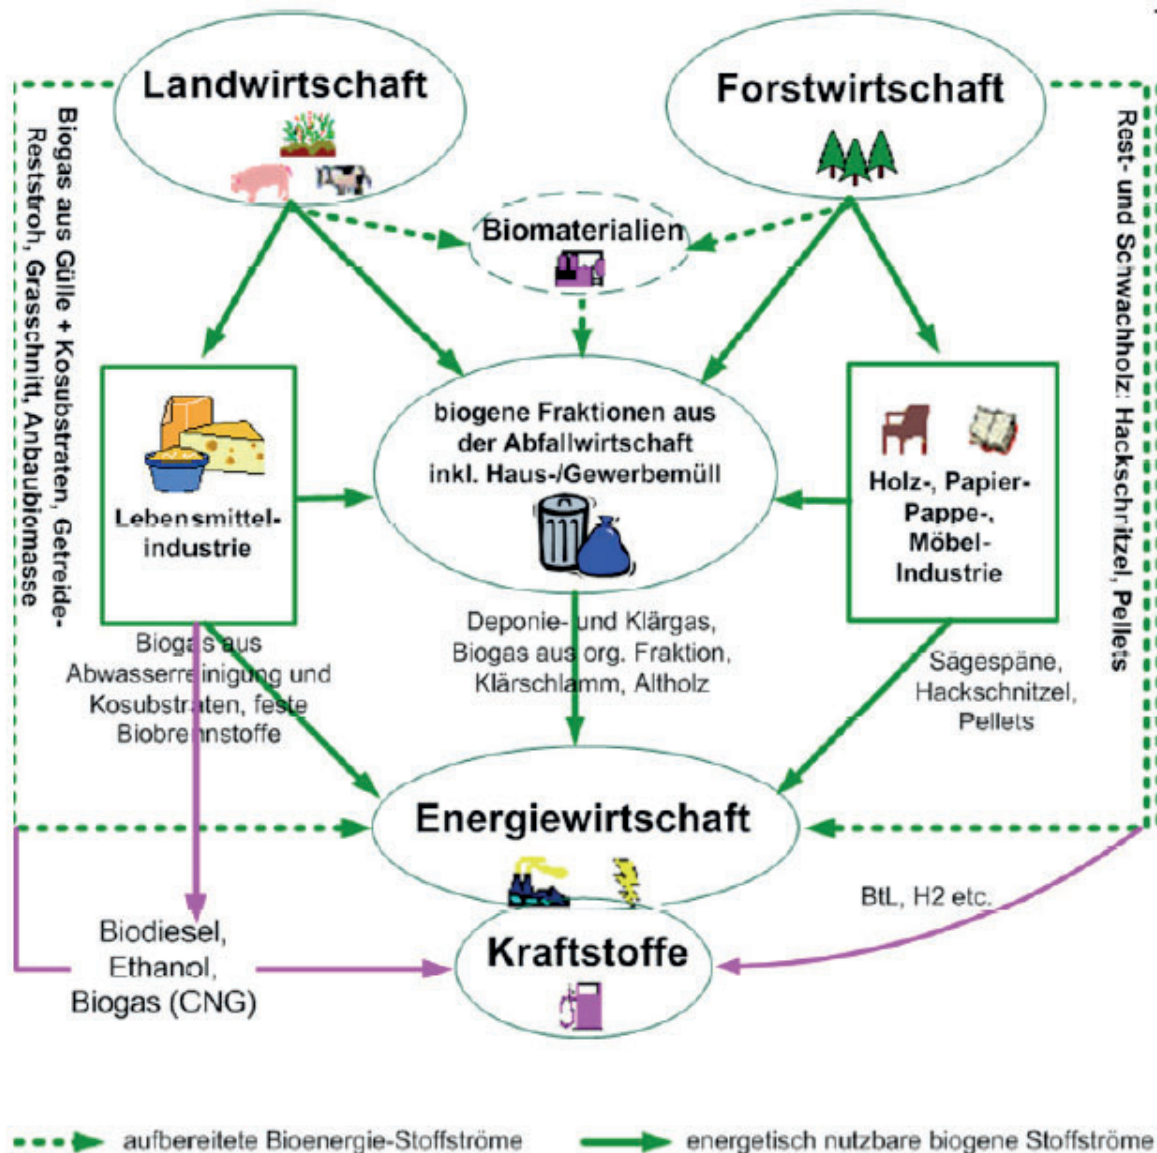 Landwirtschaft
Forstwirtschaft
Biogas aus Gülle + Kosubstraten, Getreide-
Reststroh, Grasschnitt, Anbaubiomasse
Rest- und Schwachholz: Hackschritzel, Pellets
Biomaterialien
biogene Fraktionen aus
der Abfallwirtschaft
inkl. Haus-/Gewerbemüll
Lebensmittel-
industrie
Holz-, Papier-
Pappe-,
Möbel-
Industrie
Biogas aus
Abwasserreinigung und
Kosubstraten, feste
Biobrennstoffe
Deponie- und Klärgas,
Biogas aus org. Fraktion,
Klärschlamm, Altholz
Sägespäne,
Hackschnitzel,
Pellets
Energiewirtschaft
BtL, H2 etc.
Biodiesel,
Ethanol,
Biogas (CNG)
Kraftstoffe
aufbereitete Bioenergie-Stoffströme
energetisch nutzbare biogene Stoffströme